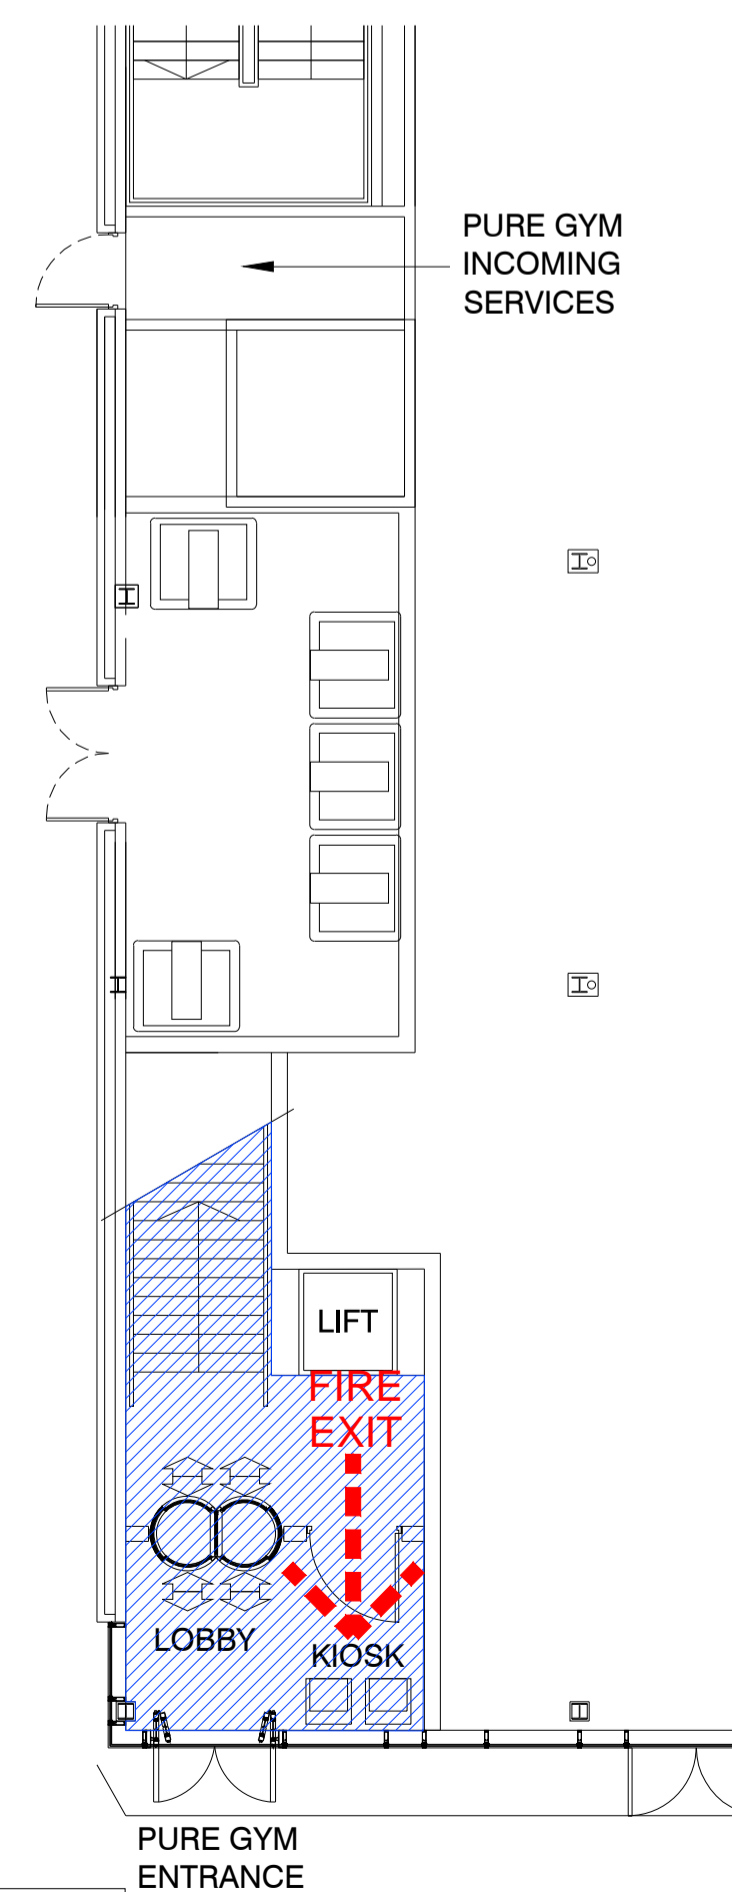 PURE GYM
INCOMING
SERVICES
LIFT
FIRE
EXIT
LOBBY
KIOSK
PURE GYM
ENTRANCE